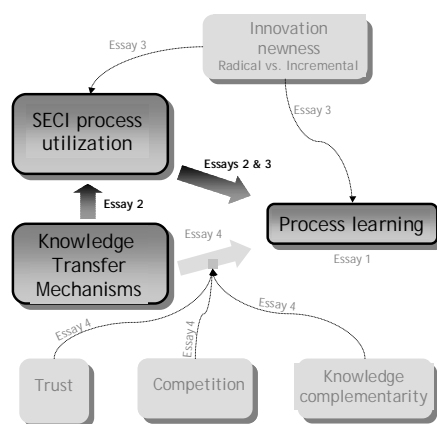 Innovation
newness
Radical vs. Incremental
Essay 3
Essay 3
SECI process
utilization
Essays 2 & 3
Essay 2
Process learning
Essay 1
Knowledge
Transfer
Mechanisms
Essay 4
Essay 4
Essay 4
Essay 4
Trust
Competition
Knowledge
complementarity